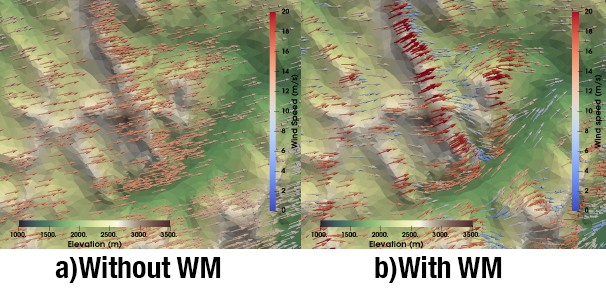 20
18
16
14
12
10
8
6
4
2
0
Wind Speed (m/s)
1000. 2000. 2500. 3000. 3500.
Elevation (m)
20
18
16
14
12
10
8
6
4
2
0
Wind Speed (m/s)
1000. 2000. 2500. 3000. 3500.
Elevation (m)
a)Without WM
b)With WM